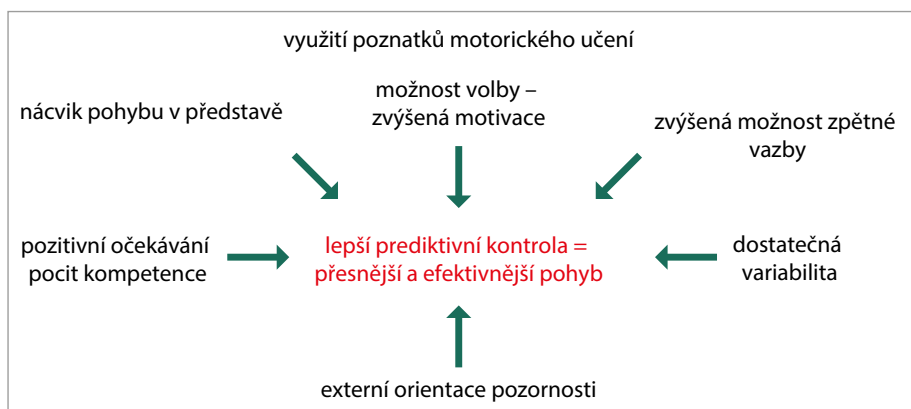 využití poznatků motorického učení
nácvik pohybu v představě
možnost volby –
zvýšená motivace
zvýšená možnost zpětné
vazby
pozitivní očekávání
pocit kompetence
lepší prediktivní kontrola =
přesnější a efektivnější pohyb
dostatečná
variabilita
externí orientace pozornosti